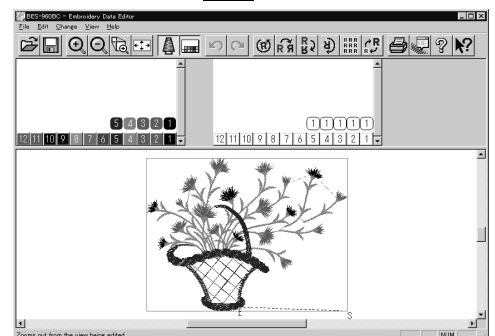 BES-960BC - Embroidery Data Editor
File Edit Change View Help
5 4 3 2 1
12 11 10 9 8 7 6 5 4 3 2 1
1 1 1 1 1
12 11 10 9 8 7 6 5 4 3 2 1
E S
Zooms out from the view being edited
NUM